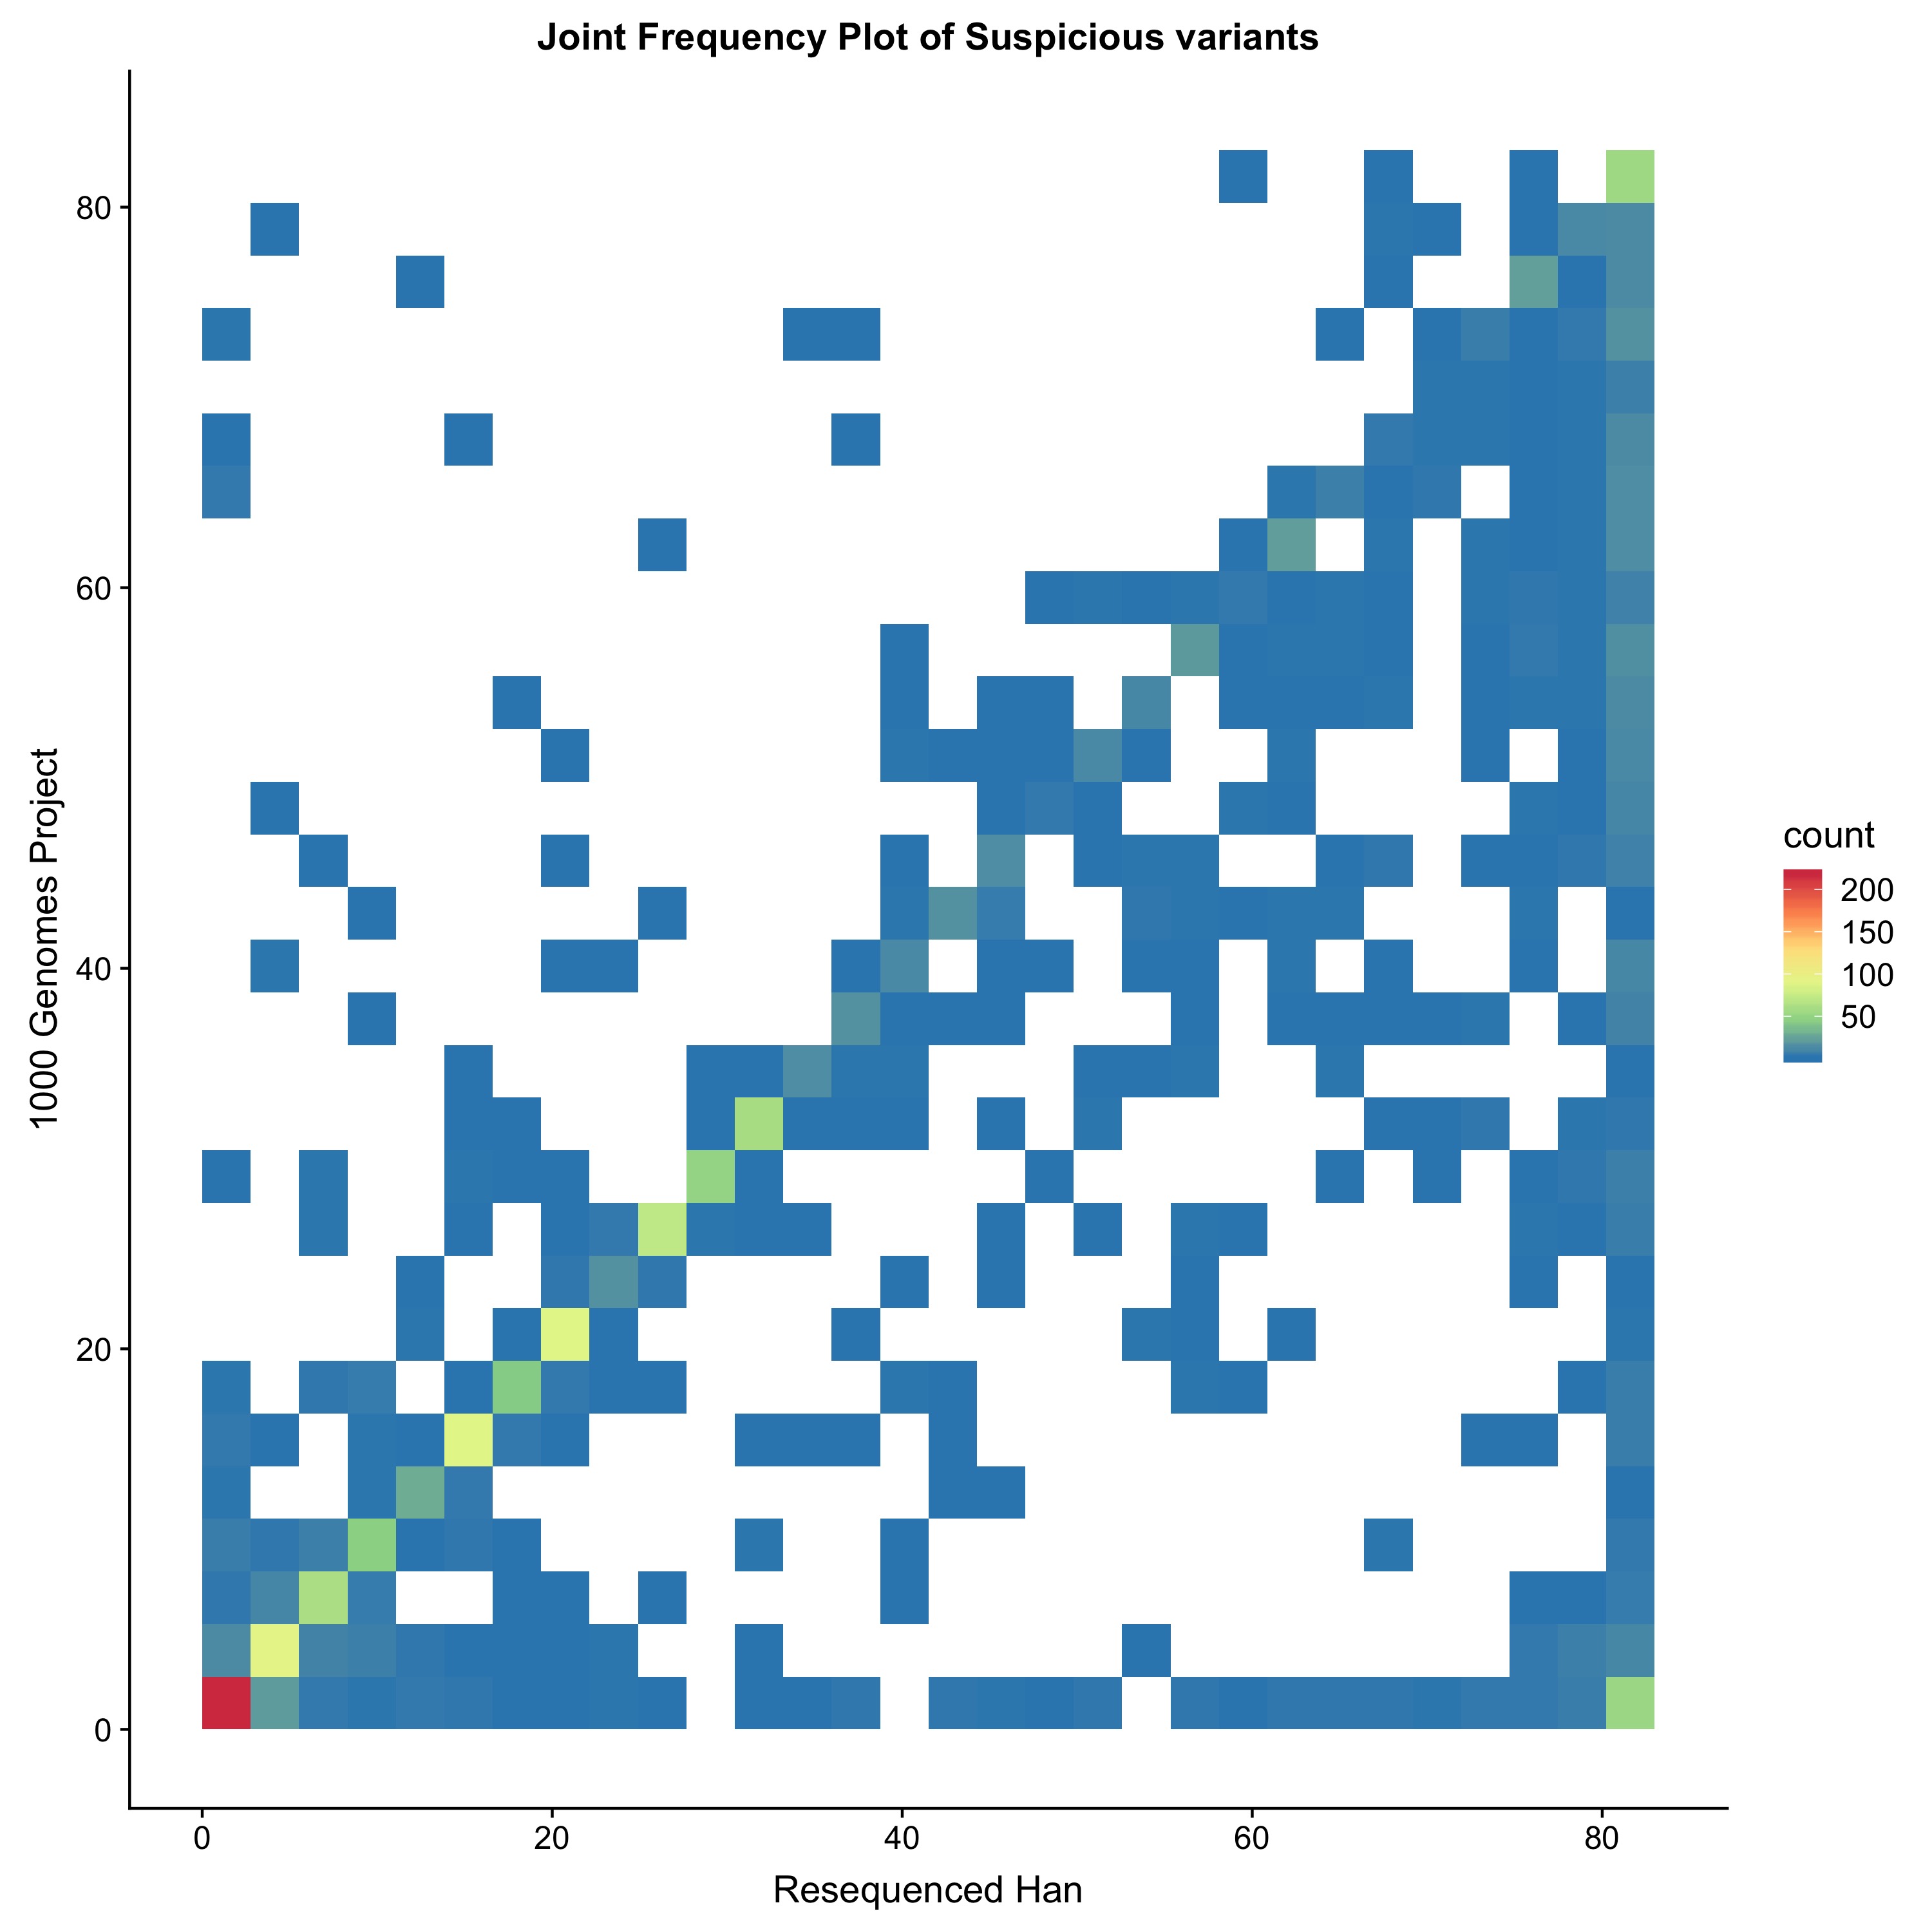 Joint Frequency Plot of Suspicious variants
1000 Genomes Project
80
60
40
20
0
0 20 40 60 80
Resequenced Han
count
200
150
100
50